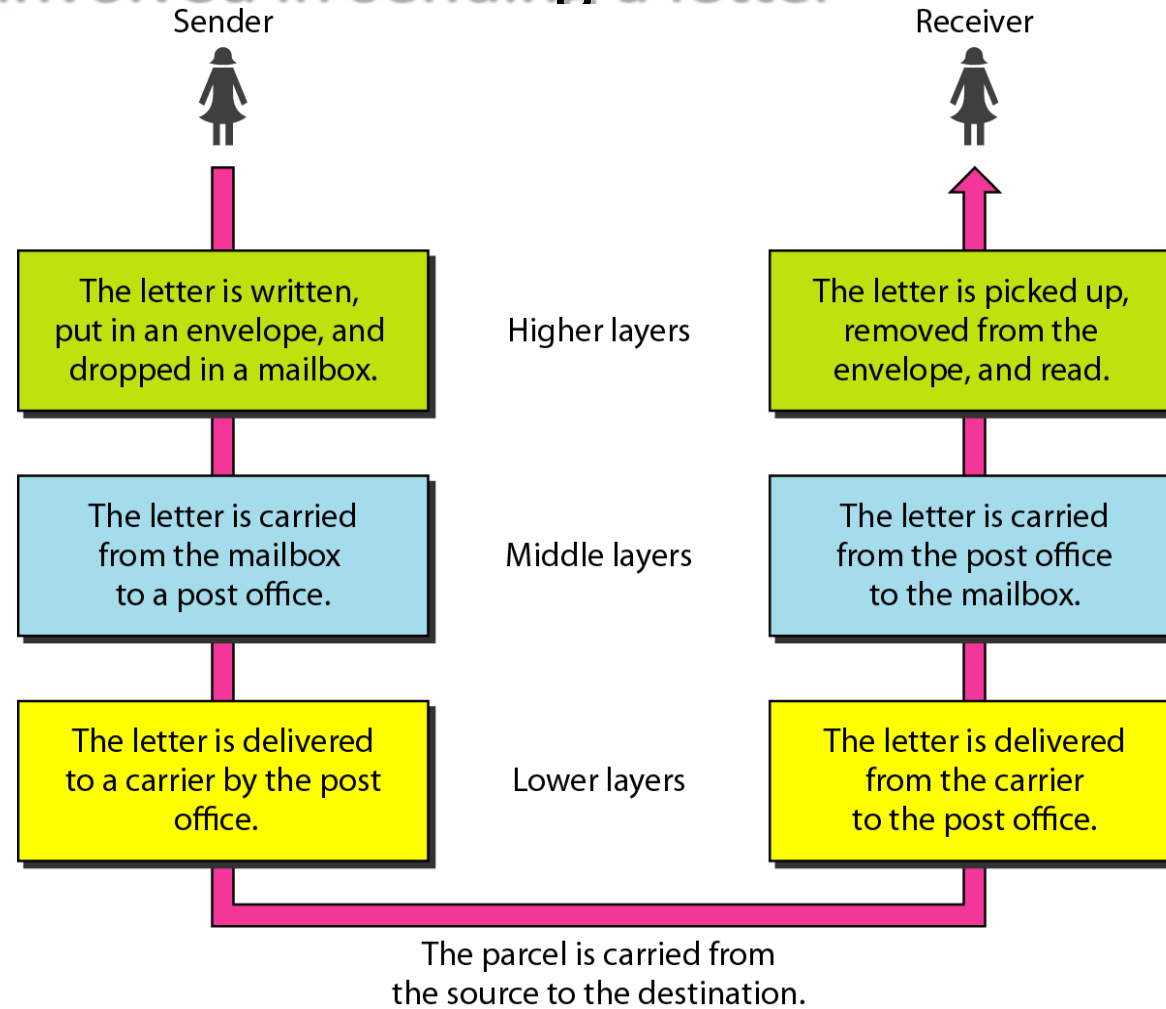 Sender
Receiver
The letter is written,
put in an envelope, and
dropped in a mailbox.
Higher layers
The letter is picked up,
removed from the
envelope, and read.
The letter is carried
from the mailbox
to a post office.
Middle layers
The letter is carried
from the post office
to the mailbox.
The letter is delivered
to a carrier by the post
office.
Lower layers
The letter is delivered
from the carrier
to the post office.
The parcel is carried from
the source to the destination.